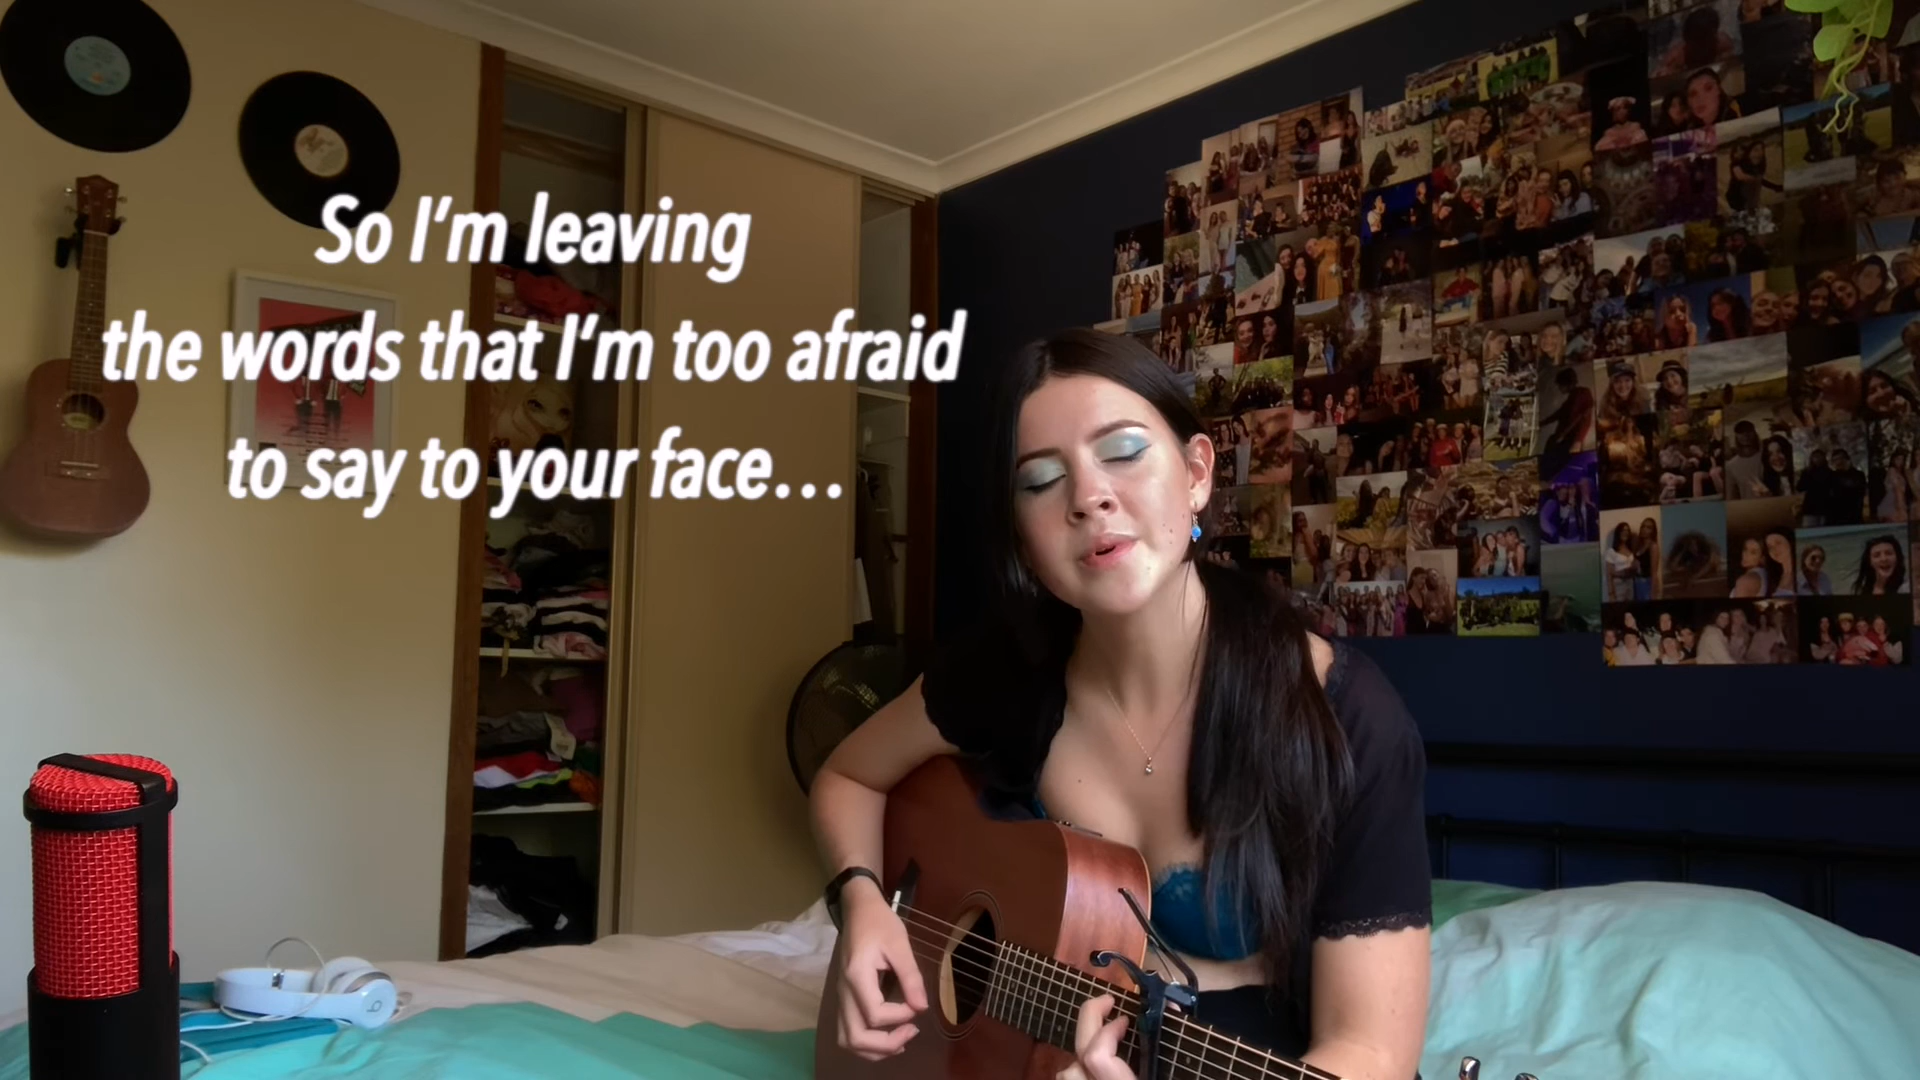 So I'm leaving
the words that I'm too afraid
to say to your face...